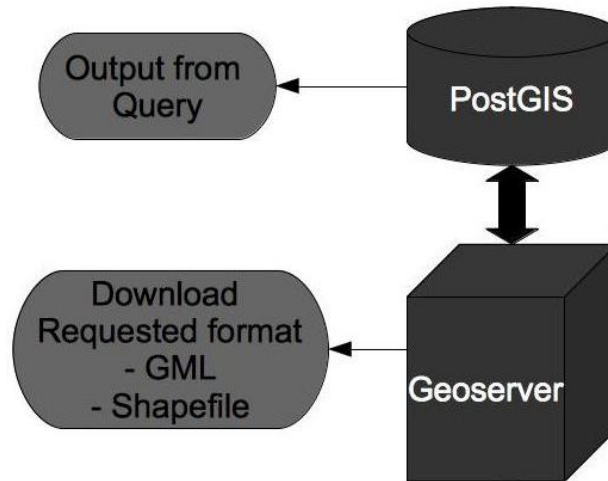 Output from
Query
PostGIS
Download
Requested format
- GML
- Shapefile
Geoserver